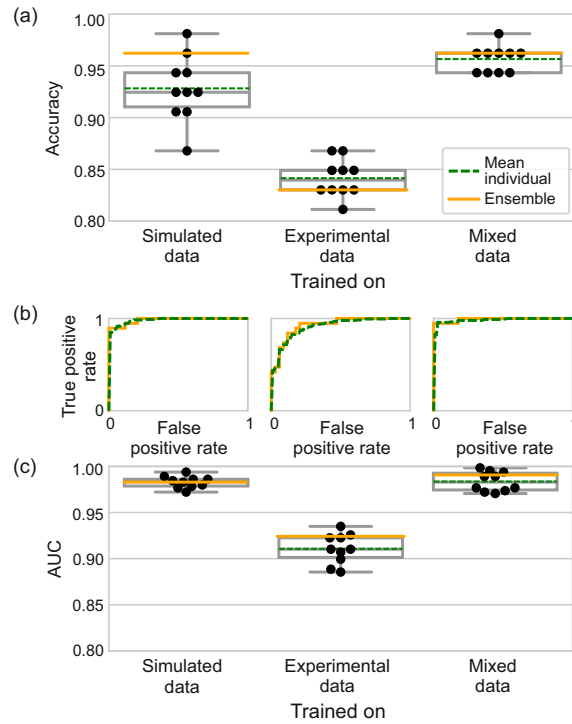 (a)
1.00
0.95
0.90
0.85
0.80
Accuracy
Mean
individual
Ensemble
Simulated
data
Experimental
data
Mixed
data
Trained on
(b)
1
0
True positive
rate
0 1
0 1
0 1
False
positive rate
False
positive rate
False
positive rate
(c)
1.00
0.95
0.90
0.85
0.80
AUC
Simulated
data
Experimental
data
Mixed
data
Trained on